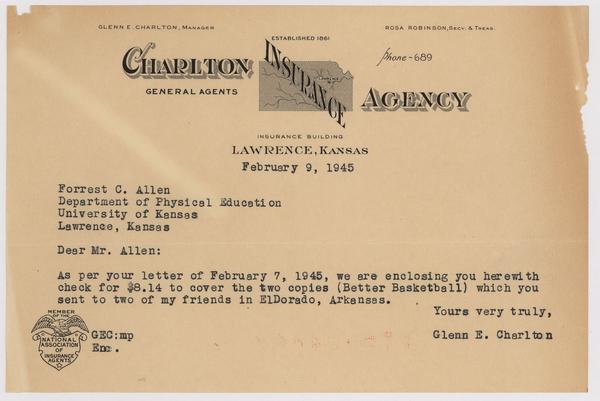 GLENN E. CHARLTON, MANAGER
ROSA ROBINSON, SECY. & TREAS.
ESTABLISHED 1861
Phone-689
CHARLTON INSURANCE AGENCY
GENERAL AGENTS
INSURANCE BUILDING
LAWRENCE, KANSAS
February 9, 1945
Forrest C. Allen
Department of Physical Education
University of Kansas
Lawrence, Kansas
Dear Mr. Allen:
As per your letter of February 7, 1945, we are enclosing you herewith
check for $8.14 to cover the two copies (Better Basketball) which you
sent to two of my friends in ElDorado, Arkansas.
Yours very truly,
Glenn E. Charlton
GEC:mp
Enc.
MEMBER
OF THE
NATIONAL
ASSOCIATION
OF
INSURANCE
AGENTS